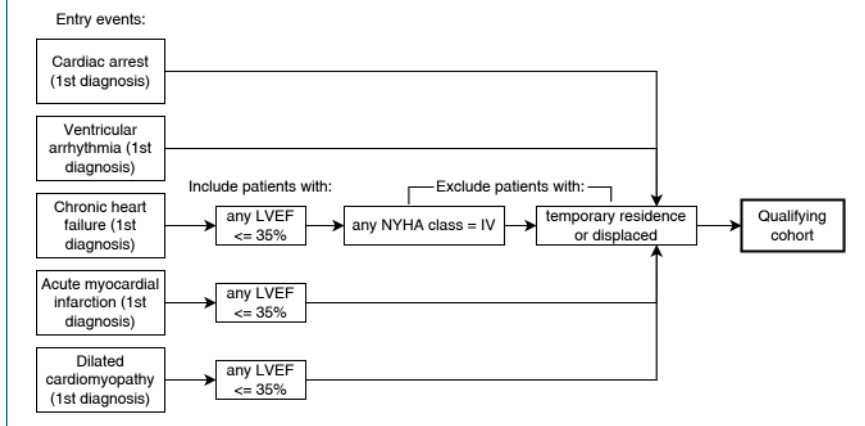 Entry events:
Cardiac arrest
(1st diagnosis)
Ventricular
arrhythmia (1st
diagnosis)
Include patients with:
Exclude patients with:
Chronic heart
failure (1st
diagnosis)
any LVEF
<= 35%
any NYHA class = IV
temporary residence
or displaced
Qualifying
cohort
Acute myocardial
infarction (1st
diagnosis)
any LVEF
<= 35%
Dilated
cardiomyopathy
(1st diagnosis)
any LVEF
<= 35%